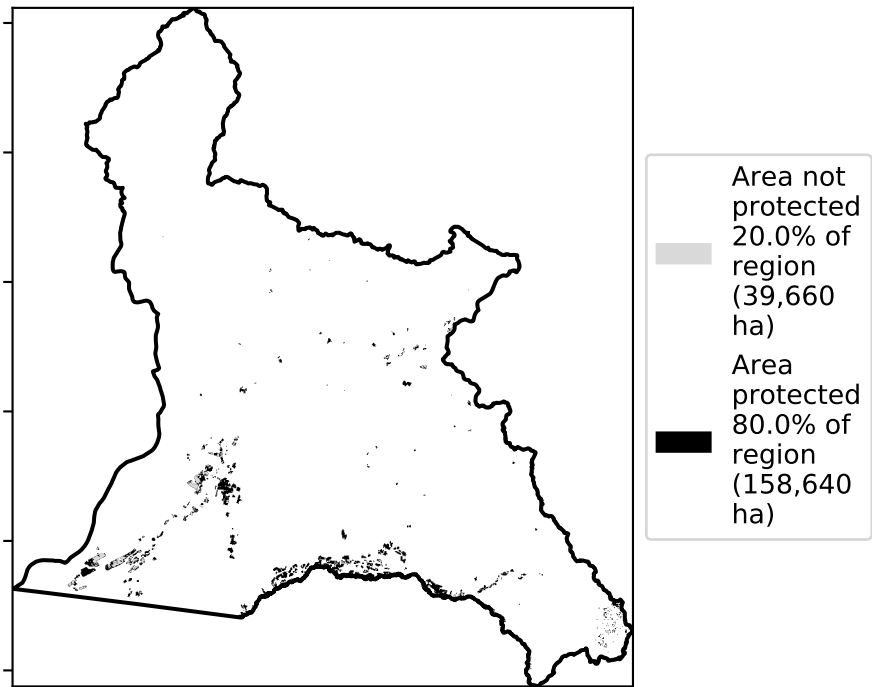 Area not
protected
20.0% of
region
(39,660
ha)
Area
protected
80.0% of
region
(158,640
ha)